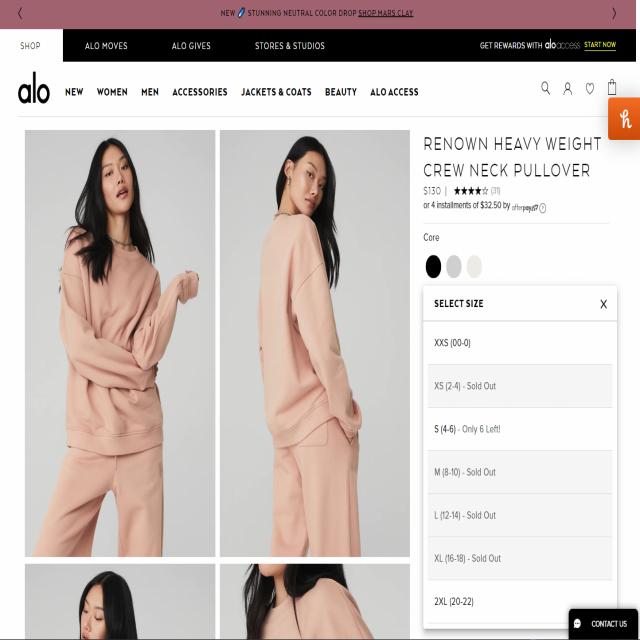 NEW STUNNING NEUTRAL COLOR DROP SHOP MARS CLAY
SHOP
ALO MOVES
ALO GIVES
STORES & STUDIOS
GET REWARDS WITH alo access START NOW
alo
NEW WOMEN MEN ACCESSORIES JACKETS & COATS BEAUTY ALO ACCESS
RENOWN HEAVY WEIGHT
CREW NECK PULLOVER
$130 | (31)
or 4 installments of $32.50 by afterpay
Core
SELECT SIZE X
XXS (00-0)
XS (2-4) - Sold Out
S (4-6) - Only 6 Left!
M (8-10) - Sold Out
L (12-14) - Sold Out
XL (16-18) - Sold Out
2XL (20-22)
CONTACT US